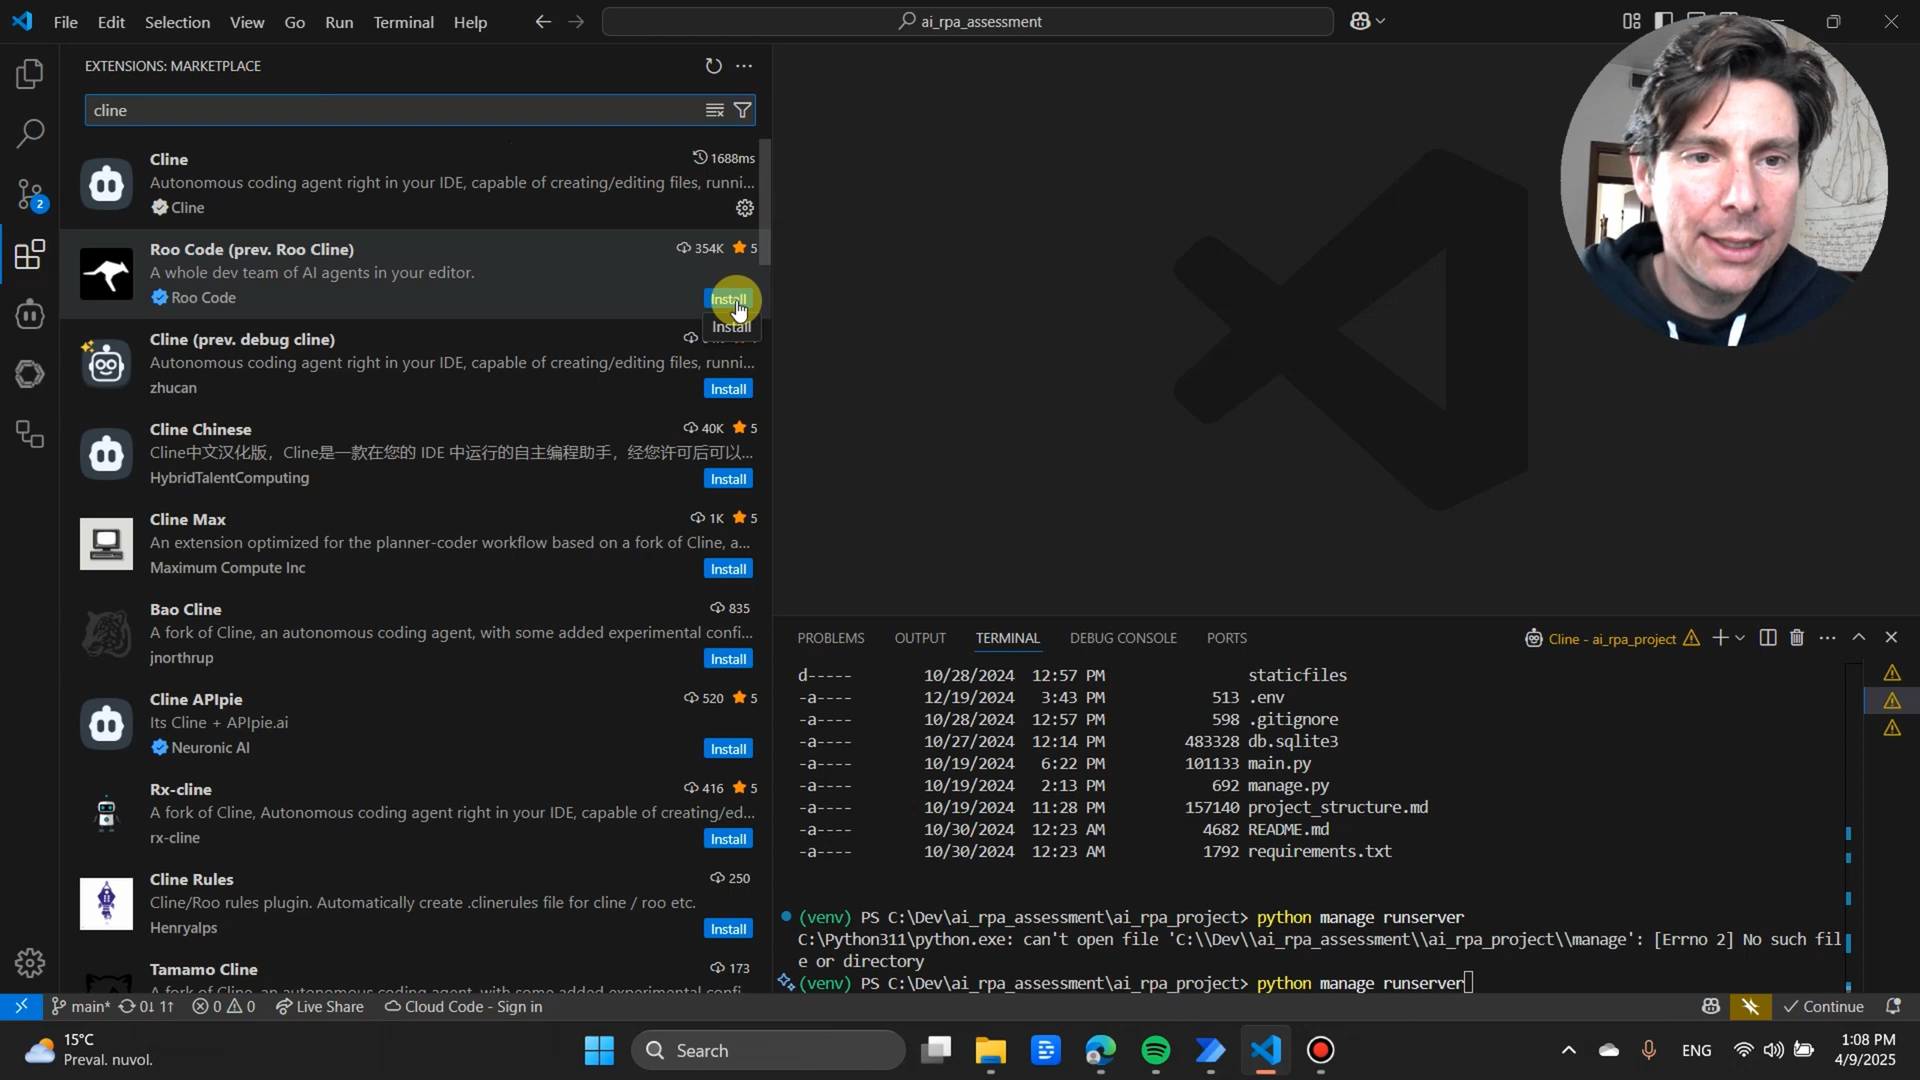 File Edit Selection View Go Run Terminal Help
ai_rpa_assessment
EXTENSIONS: MARKETPLACE
cline
Cline
1688ms
Autonomous coding agent right in your IDE, capable of creating/editing files, runni...
Cline
Roo Code (prev. Roo Cline)
354K 5
A whole dev team of AI agents in your editor.
Roo Code
Install
Install
Cline (prev. debug cline)
Autonomous coding agent right in your IDE, capable of creating/editing files, runni...
zhucan
Install
Cline Chinese
40K 5
Cline中文汉化版，Cline是一款在您的 IDE 中运行的自主编程助手，经您许可后可以...
HybridTalentComputing
Install
Cline Max
1K 5
An extension optimized for the planner-coder workflow based on a fork of Cline, a...
Maximum Compute Inc
Install
Bao Cline
835
A fork of Cline, an autonomous coding agent, with some added experimental confi...
jnorthrup
Install
Cline APIpie
520 5
Its Cline + APIpie.ai
Neuronic AI
Install
Rx-cline
416 5
A fork of Cline, Autonomous coding agent right in your IDE, capable of creating/ed...
rx-cline
Install
Cline Rules
250
Cline/Roo rules plugin. Automatically create .clinerules file for cline / roo etc.
Henryalps
Install
Tamamo Cline
173
PROBLEMS OUTPUT TERMINAL DEBUG CONSOLE PORTS
Cline - ai_rpa_project
d----- 10/28/2024 12:57 PM staticfiles
-a---- 12/19/2024 3:43 PM 513 .env
-a---- 10/28/2024 12:57 PM 598 .gitignore
-a---- 10/27/2024 12:14 PM 483328 db.sqlite3
-a---- 10/19/2024 6:22 PM 101133 main.py
-a---- 10/19/2024 2:13 PM 692 manage.py
-a---- 10/19/2024 11:28 PM 157140 project_structure.md
-a---- 10/30/2024 12:23 AM 4682 README.md
-a---- 10/30/2024 12:23 AM 1792 requirements.txt
(venv) PS C:\Dev\ai_rpa_assessment\ai_rpa_project> python manage runserver
C:\Python311\python.exe: can't open file 'C:\\Dev\\ai_rpa_assessment\\ai_rpa_project\\manage': [Errno 2] No such fil
e or directory
(venv) PS C:\Dev\ai_rpa_assessment\ai_rpa_project> python manage runserver
2
main* 0↓ 1↑ 0 0 Live Share Cloud Code - Sign in
Continue
15°C
Preval. nuvol.
Search
ENG
1:08 PM
4/9/2025